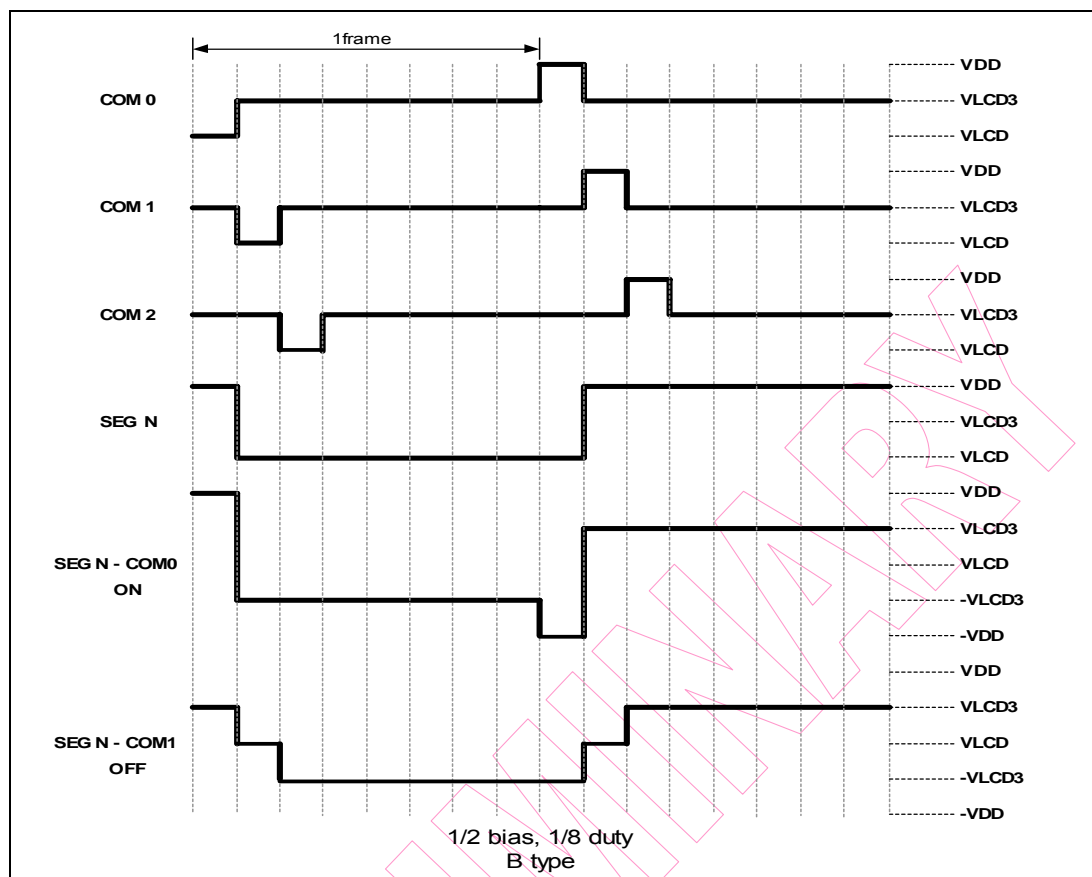 1frame
VDD
COM 0
VLCD3
VLCD
VDD
COM 1
VLCD3
VLCD
VDD
COM 2
VLCD3
VLCD
VDD
SEG N
VLCD3
VLCD
VDD
VLCD3
SEG N - COM0
ON
VLCD
-VLCD3
-VDD
VDD
VLCD3
SEG N - COM1
OFF
VLCD
-VLCD3
-VDD
1/2 bias, 1/8 duty
B type